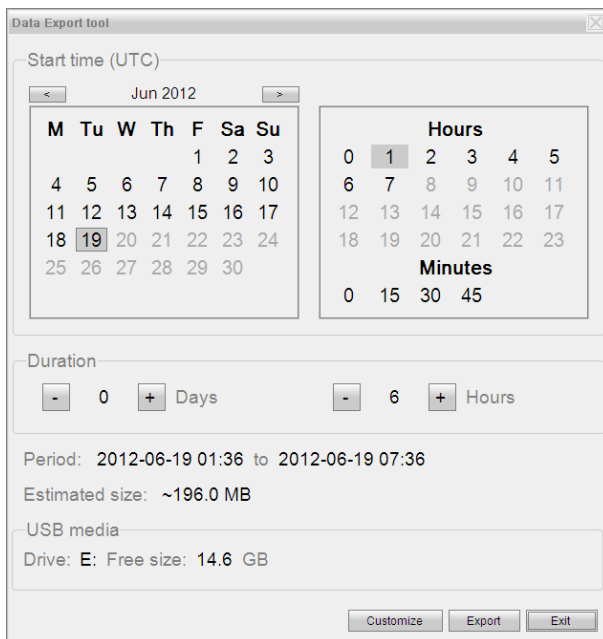 Data Export tool
Start time (UTC)
< Jun 2012 >
M Tu W Th F Sa Su
1 2 3
4 5 6 7 8 9 10
11 12 13 14 15 16 17
18 19 20 21 22 23 24
25 26 27 28 29 30
Hours
0 1 2 3 4 5
6 7 8 9 10 11
12 13 14 15 16 17
18 19 20 21 22 23
Minutes
0 15 30 45
Duration
- 0 + Days - 6 + Hours
Period: 2012-06-19 01:36 to 2012-06-19 07:36
Estimated size: ~196.0 MB
USB media
Drive: E: Free size: 14.6 GB
Customize Export Exit